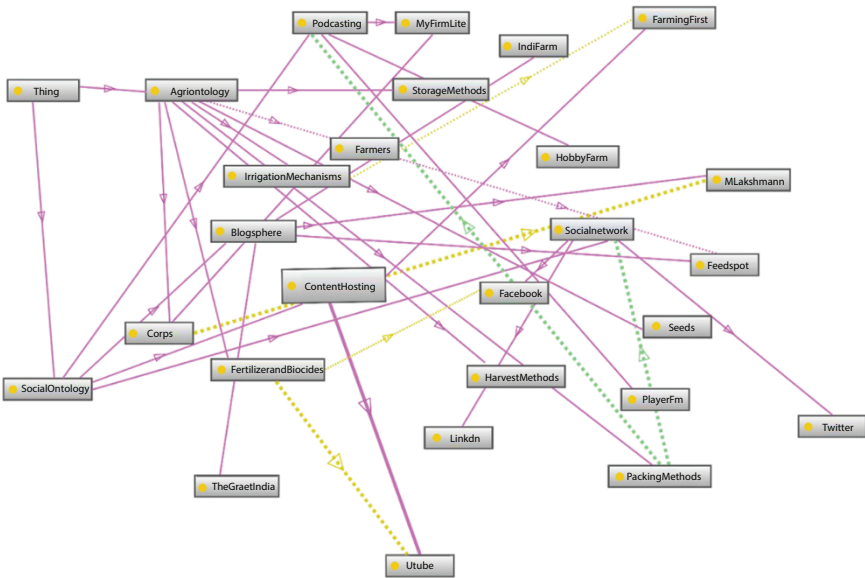 Podcasting
MyFirmLite
FarmingFirst
IndiFarm
Thing
Agriontology
StorageMethods
Farmers
HobbyFarm
IrrigationMechanisms
MLakshmann
Blogsphere
Socialnetwork
Feedspot
ContentHosting
Facebook
Corps
Seeds
SocialOntology
FertilizerandBiocides
HarvestMethods
PlayerFm
Twitter
Linkdn
PackingMethods
TheGraetIndia
Utube